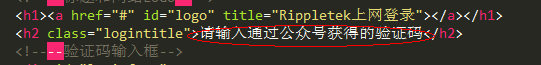 <h1><a href="#" id="logo" title="Rippletek上网登录"></a></h1>
<h2 class="logintitle">请输入通过公众号获得的验证码</h2>
<!--验证码输入框-->